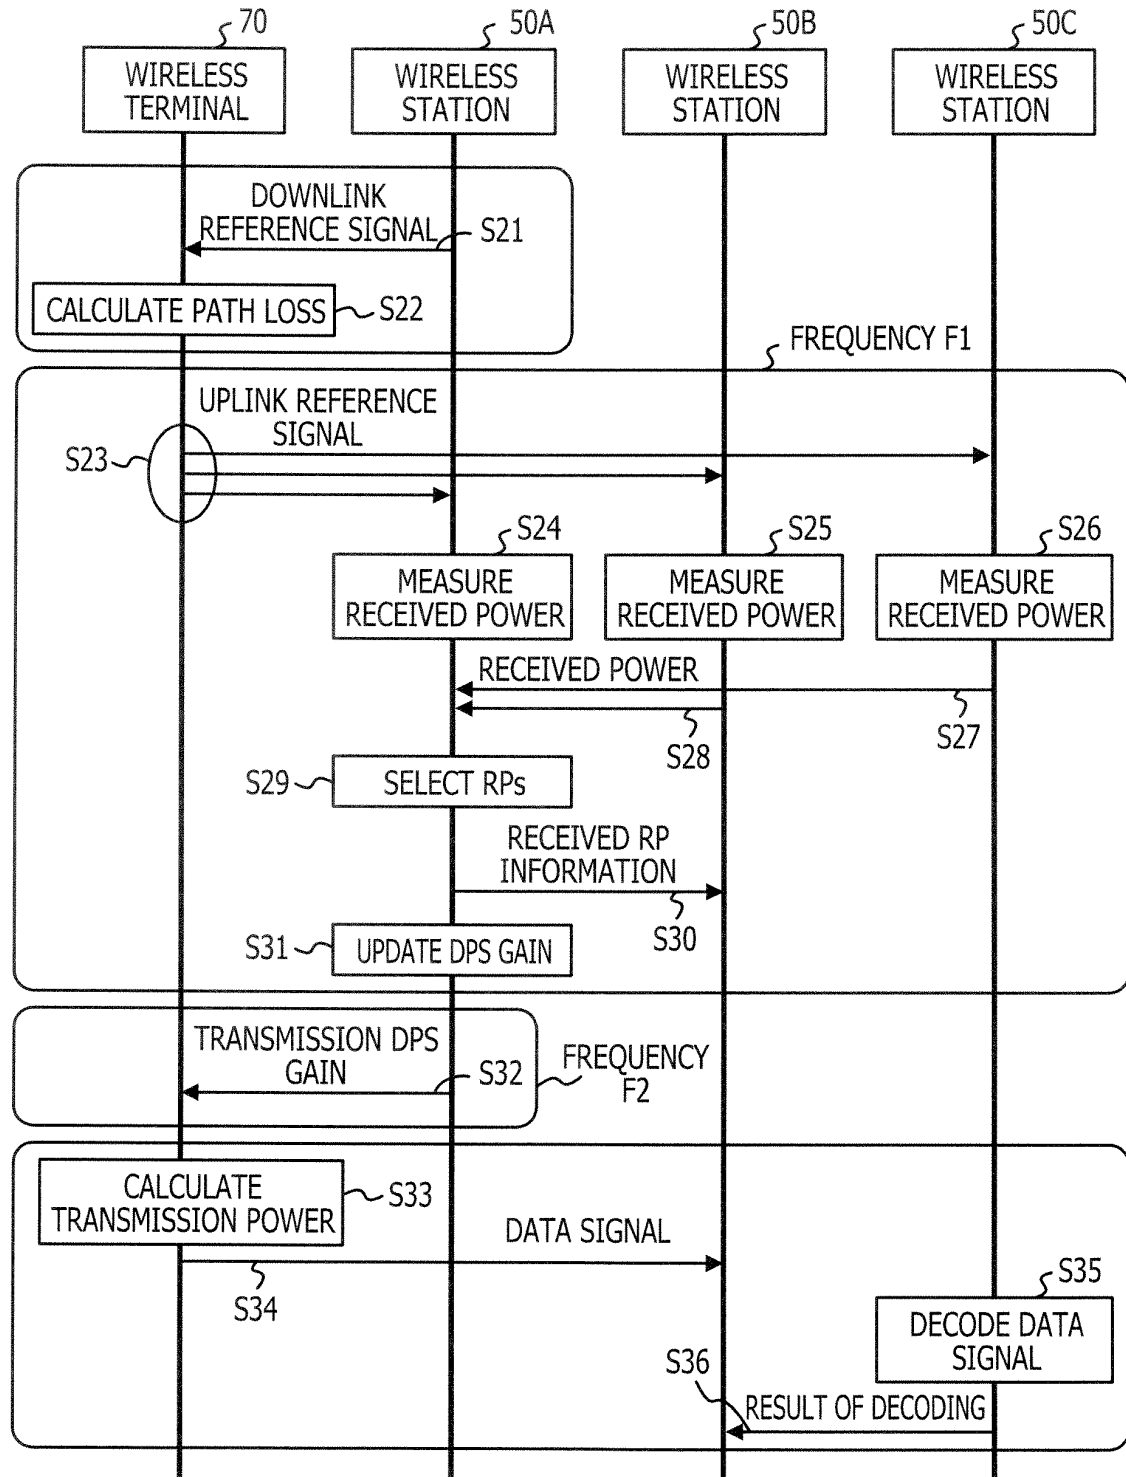 70
50A
50B
50C
WIRELESS
TERMINAL
WIRELESS
STATION
WIRELESS
STATION
WIRELESS
STATION
DOWNLINK
REFERENCE SIGNAL
S21
CALCULATE PATH LOSS
S22
FREQUENCY F1
UPLINK REFERENCE
SIGNAL
S23
S24
S25
S26
MEASURE
RECEIVED POWER
MEASURE
RECEIVED POWER
MEASURE
RECEIVED POWER
RECEIVED POWER
S27
S28
S29
SELECT RPs
RECEIVED RP
INFORMATION
S30
S31
UPDATE DPS GAIN
TRANSMISSION DPS
GAIN
S32
FREQUENCY
F2
CALCULATE
TRANSMISSION POWER
S33
DATA SIGNAL
S34
S35
DECODE DATA
SIGNAL
S36
RESULT OF DECODING